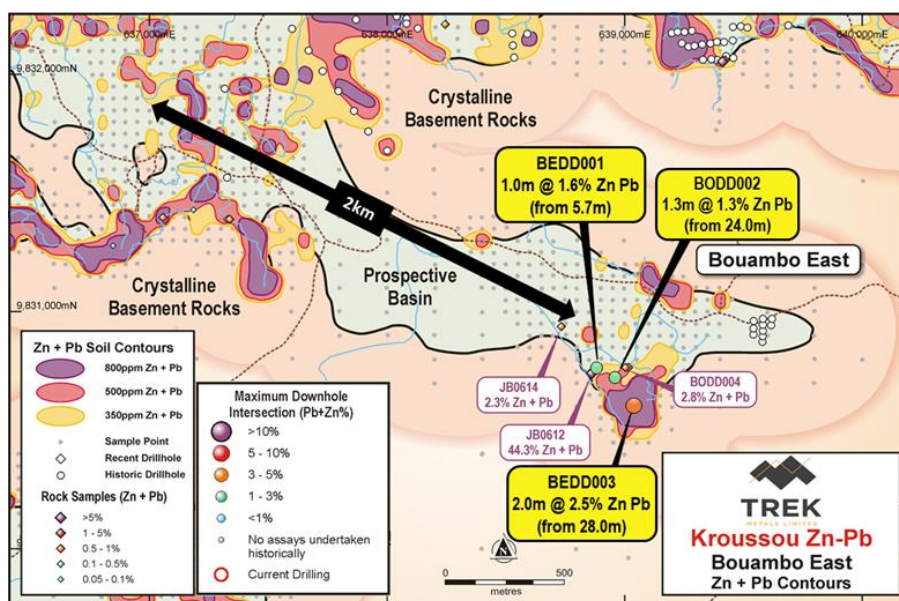 637,000mE
638,000mE
639,000mE
640,000mE
9,832,000mN
Crystalline
Basement Rocks
BEDD001
1.0m @ 1.6% Zn Pb
(from 5.7m)
BODD002
1.3m @ 1.3% Zn Pb
(from 24.0m)
2km
Bouambo East
Prospective
Basin
Crystalline
Basement Rocks
9,831,000mN
JB0614
2.3% Zn + Pb
BODD004
2.8% Zn + Pb
JB0612
44.3% Zn + Pb
BEDD003
2.0m @ 2.5% Zn Pb
(from 28.0m)
Zn + Pb Soil Contours
800ppm Zn + Pb
500ppm Zn + Pb
350ppm Zn + Pb
Sample Point
Recent Drillhole
Historic Drillhole
Rock Samples (Zn + Pb)
>5%
1 - 5%
0.5 - 1%
0.1 - 0.5%
0.05 - 0.1%
Maximum Downhole
Intersection (Pb+Zn%)
>10%
5 - 10%
3 - 5%
1 - 3%
<1%
No assays undertaken
historically
Current Drilling
N
0
500
metres
TREK
METALS LIMITED
Kroussou Zn-Pb
Bouambo East
Zn + Pb Contours